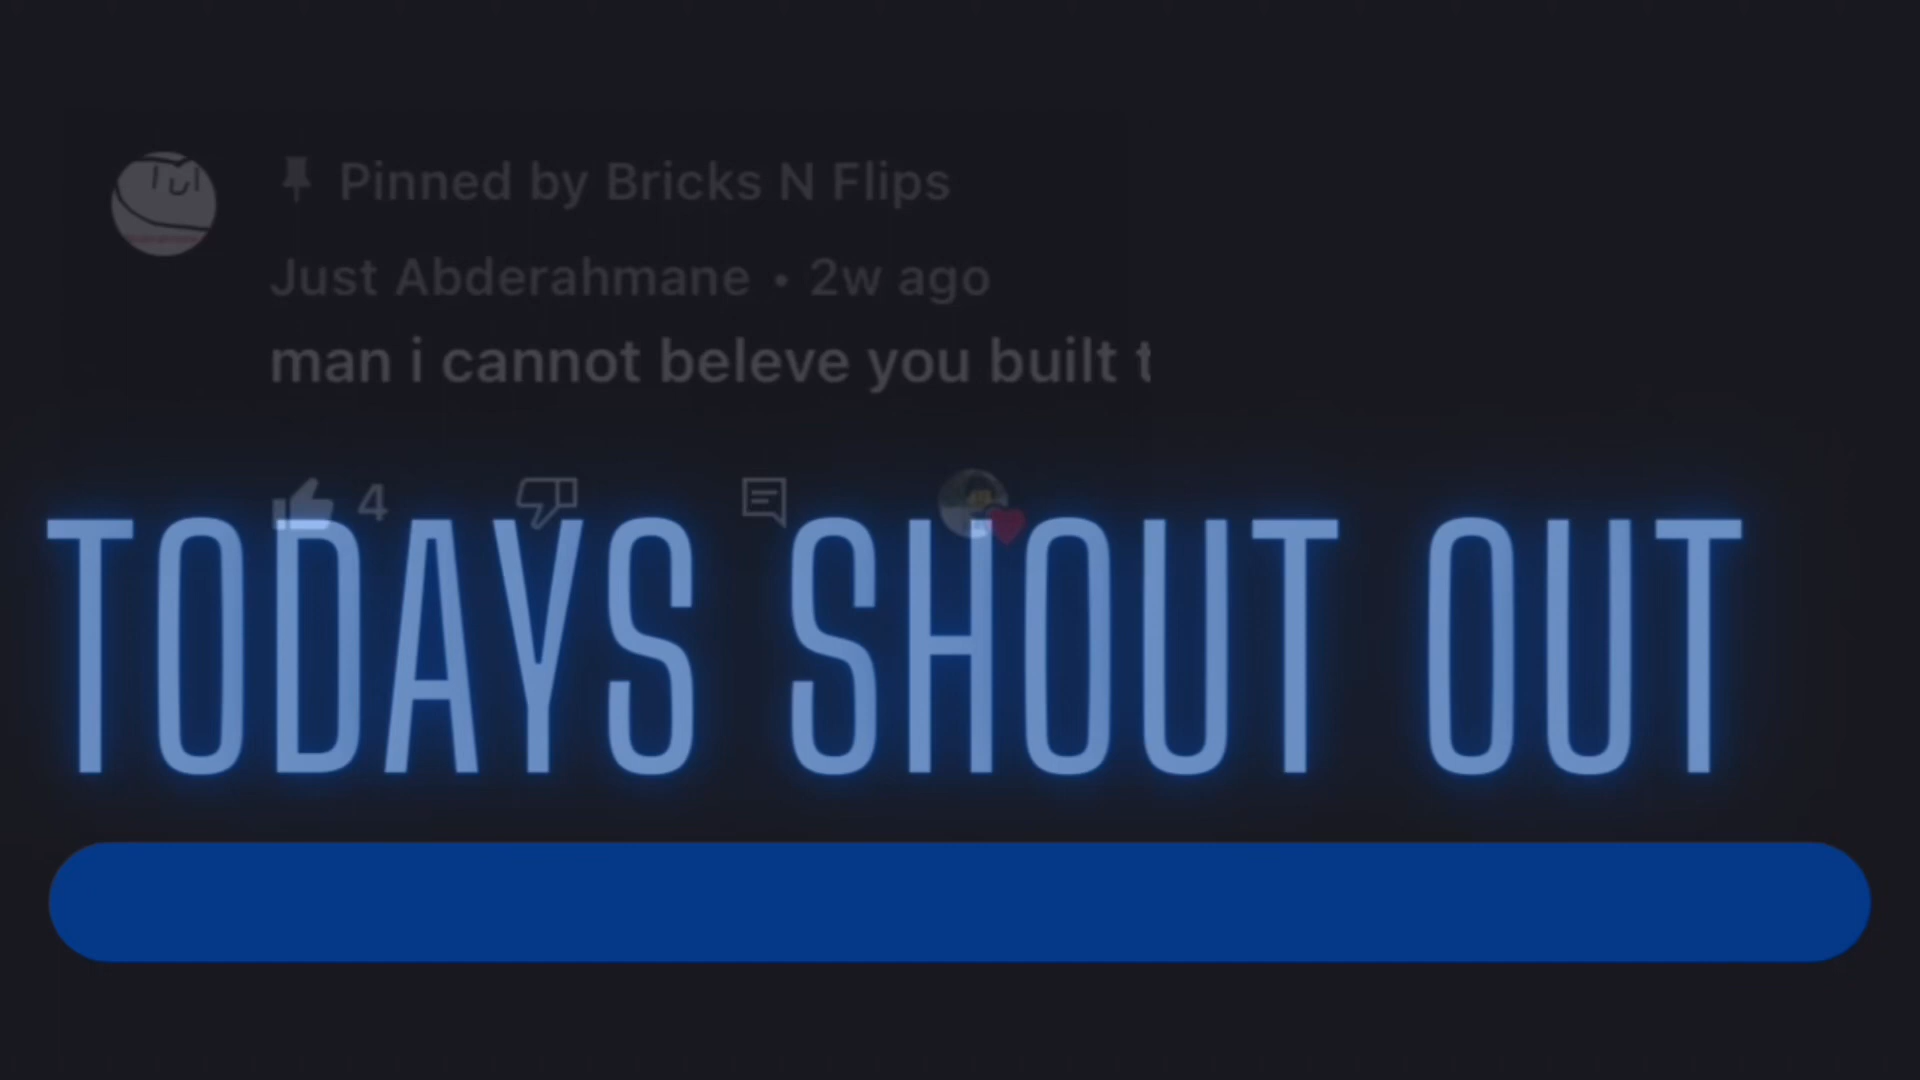 Pinned by Bricks N Flips
Just Abderahmane • 2w ago
man i cannot beleve you built
4
TODAYS SHOUT OUT